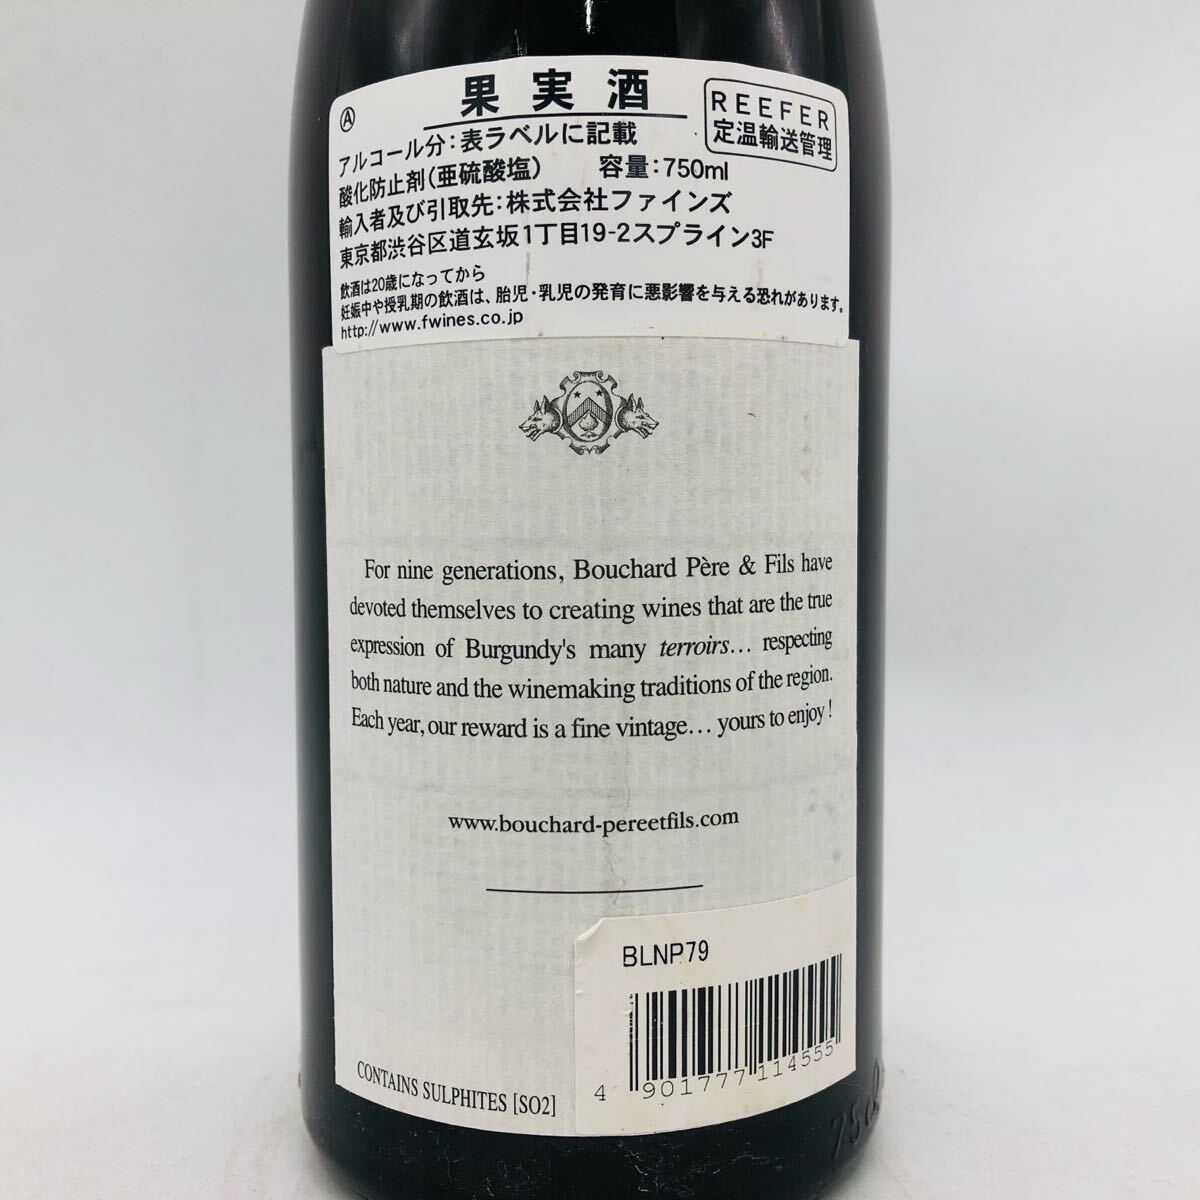 Ⓐ 果実酒
REEFER
定温輸送管理
アルコール分：表ラベルに記載
酸化防止剤（亜硫酸塩） 容量：750ml
輸入者及び引取先：株式会社ファインズ
東京都渋谷区道玄坂1丁目19-2スプライン3F
飲酒は20歳になってから
妊娠中や授乳期の飲酒は、胎児・乳児の発育に悪影響を与える恐れがあります。
http://www.fwines.co.jp
For nine generations, Bouchard Père & Fils have
devoted themselves to creating wines that are the true
expression of Burgundy's many terroirs... respecting
both nature and the winemaking traditions of the region.
Each year, our reward is a fine vintage... yours to enjoy !
www.bouchard-pereetfils.com
BLNP79
4 901777 114555
CONTAINS SULPHITES [SO2]